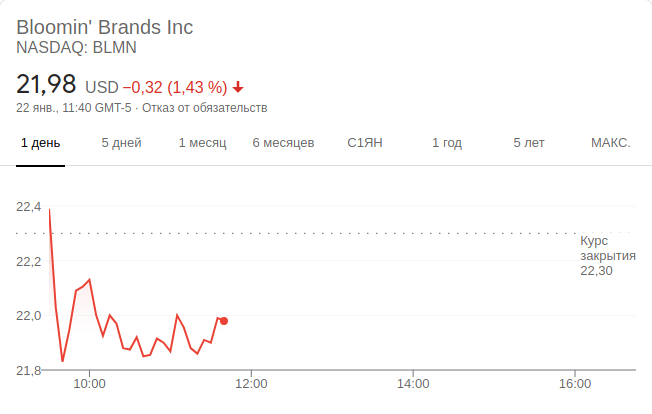 Bloomin' Brands Inc
NASDAQ: BLMN
21,98 USD −0,32 (1,43 %)
22 янв., 11:40 GMT-5 · Отказ от обязательств
1 день 5 дней 1 месяц 6 месяцев С1ЯН 1 год 5 лет МАКС.
22,4
Курс
закрытия
22,30
22,2
22,0
21,8
10:00 12:00 14:00 16:00